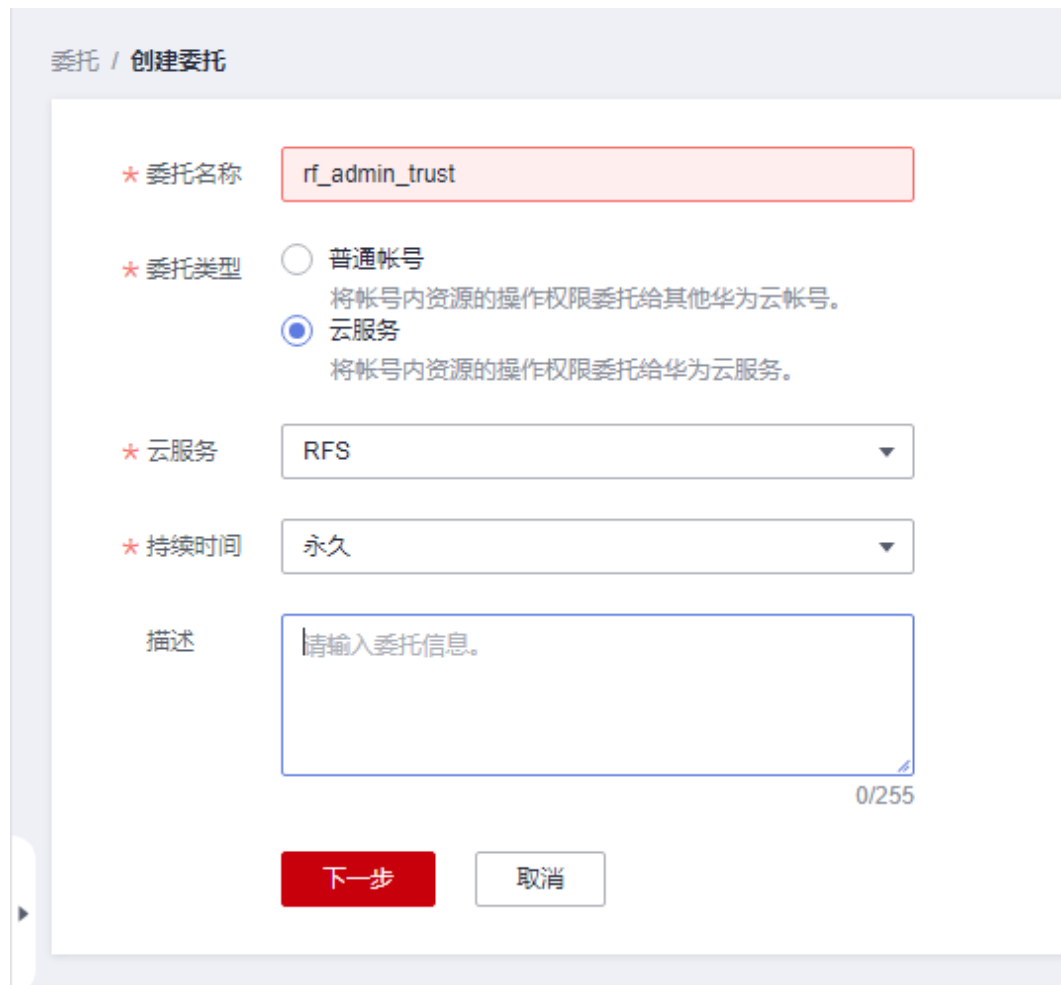 委托 / 创建委托
* 委托名称 rf_admin_trust
* 委托类型 普通帐号
将帐号内资源的操作权限委托给其他华为云帐号。
云服务
将帐号内资源的操作权限委托给华为云服务。
* 云服务 RFS
* 持续时间 永久
描述 请输入委托信息。
0/255
下一步 取消